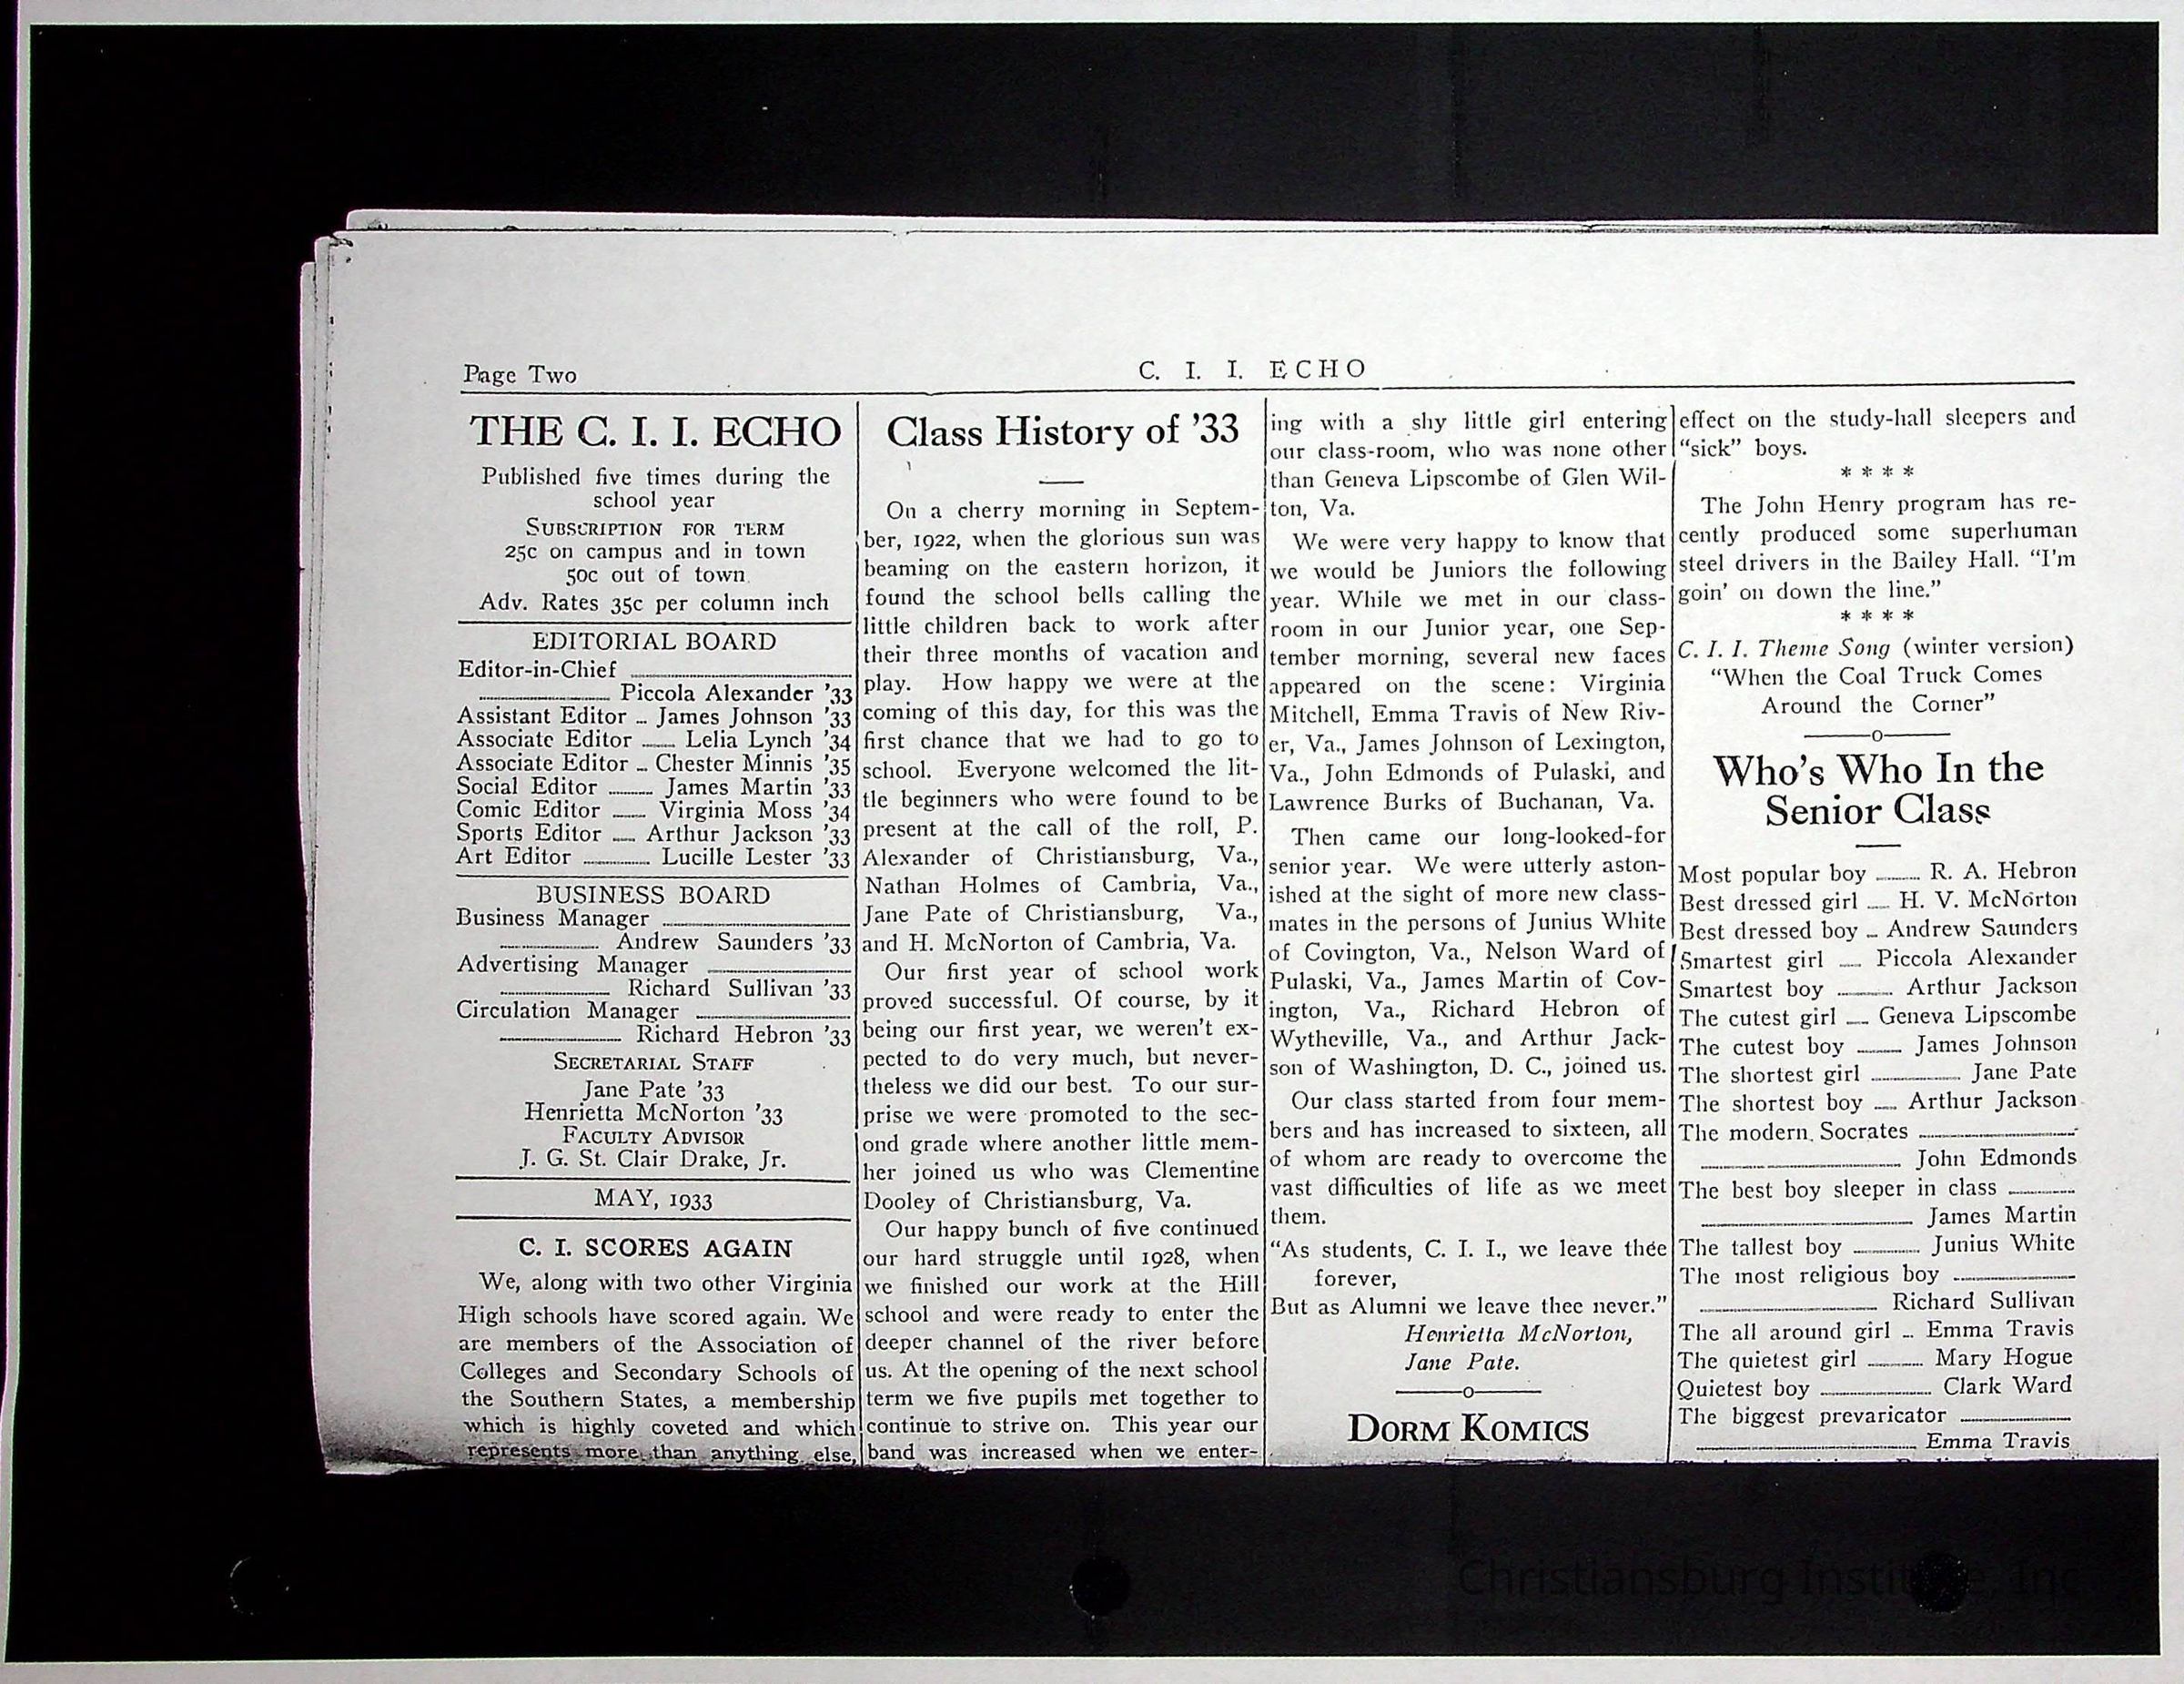 Page Two
C. I. I. ECHO
THE C. I. I. ECHO
Published five times during the
school year
SUBSCRIPTION FOR TERM
25c on campus and in town
50c out of town
Adv. Rates 35c per column inch
EDITORIAL BOARD
Editor-in-Chief
Piccola Alexander '33
Assistant Editor James Johnson '33
Associate Editor Lelia Lynch '34
Associate Editor Chester Minnis '35
Social Editor James Martin '33
Comic Editor Virginia Moss '34
Sports Editor Arthur Jackson '33
Art Editor Lucille Lester '33
BUSINESS BOARD
Business Manager
Andrew Saunders '33
Advertising Manager
Richard Sullivan '33
Circulation Manager
Richard Hebron '33
SECRETARIAL STAFF
Jane Pate '33
Henrietta McNorton '33
FACULTY ADVISOR
J. G. St. Clair Drake, Jr.
MAY, 1933
C. I. SCORES AGAIN
We, along with two other Virginia
High schools have scored again. We
are members of the Association of
Colleges and Secondary Schools of
the Southern States, a membership
which is highly coveted and which
represents more than anything else,
Class History of '33
On a cherry morning in Septem-
ber, 1922, when the glorious sun was
beaming on the eastern horizon, it
found the school bells calling the
little children back to work after
their three months of vacation and
play. How happy we were at the
coming of this day, for this was the
first chance that we had to go to
school. Everyone welcomed the lit-
tle beginners who were found to be
present at the call of the roll, P.
Alexander of Christiansburg, Va.,
Nathan Holmes of Cambria, Va.,
Jane Pate of Christiansburg, Va.,
and H. McNorton of Cambria, Va.
Our first year of school work
proved successful. Of course, by it
being our first year, we weren't ex-
pected to do very much, but never-
theless we did our best. To our sur-
prise we were promoted to the sec-
ond grade where another little mem-
her joined us who was Clementine
Dooley of Christiansburg, Va.
Our happy bunch of five continued
our hard struggle until 1928, when
we finished our work at the Hill
school and were ready to enter the
deeper channel of the river before
us. At the opening of the next school
term we five pupils met together to
continue to strive on. This year our
band was increased when we enter-
ing with a shy little girl entering
our class-room, who was none other
than Geneva Lipscombe of Glen Wil-
ton, Va.
We were very happy to know that
we would be Juniors the following
year. While we met in our class-
room in our Junior year, one Sep-
tember morning, several new faces
appeared on the scene: Virginia
Mitchell, Emma Travis of New Riv-
er, Va., James Johnson of Lexington,
Va., John Edmonds of Pulaski, and
Lawrence Burks of Buchanan, Va.
Then came our long-looked-for
senior year. We were utterly aston-
ished at the sight of more new class-
mates in the persons of Junius White
of Covington, Va., Nelson Ward of
Pulaski, Va., James Martin of Cov-
ington, Va., Richard Hebron of
Wytheville, Va., and Arthur Jack-
son of Washington, D. C., joined us.
Our class started from four mem-
bers and has increased to sixteen, all
of whom are ready to overcome the
vast difficulties of life as we meet
them.
"As students, C. I. I., we leave thee
forever,
But as Alumni we leave thee never."
Henrietta McNorton,
Jane Pate.
DORM KOMICS
effect on the study-hall sleepers and
"sick" boys.
* * * *
The John Henry program has re-
cently produced some superhuman
steel drivers in the Bailey Hall. "I'm
goin' on down the line."
* * * *
C. I. I. Theme Song (winter version)
"When the Coal Truck Comes
Around the Corner"
Who's Who In the
Senior Class
Most popular boy R. A. Hebron
Best dressed girl H. V. McNorton
Best dressed boy Andrew Saunders
Smartest girl Piccola Alexander
Smartest boy Arthur Jackson
The cutest girl Geneva Lipscombe
The cutest boy James Johnson
The shortest girl Jane Pate
The shortest boy Arthur Jackson
The modern Socrates
John Edmonds
The best boy sleeper in class
James Martin
The tallest boy Junius White
The most religious boy
Richard Sullivan
The all around girl Emma Travis
The quietest girl Mary Hogue
Quietest boy Clark Ward
The biggest prevaricator
Emma Travis
Christiansburg Institute, Inc